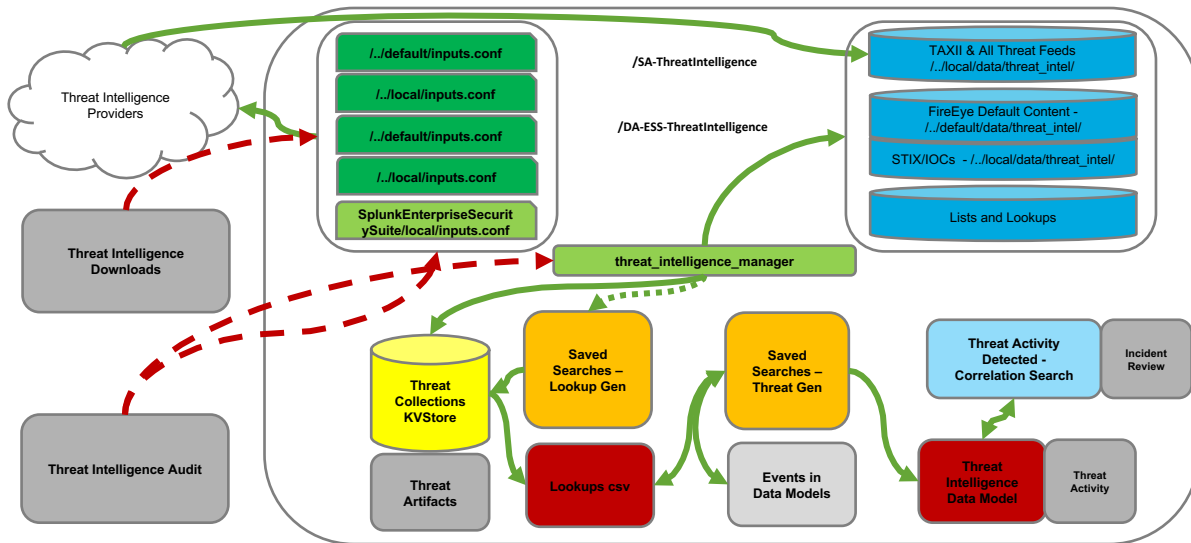 Threat Intelligence
Providers
/../default/inputs.conf
/../local/inputs.conf
/../default/inputs.conf
/../local/inputs.conf
SplunkEnterpriseSecurit
ySuite/local/inputs.conf
/SA-ThreatIntelligence
/DA-ESS-ThreatIntelligence
TAXII & All Threat Feeds
/../local/data/threat_intel/
FireEye Default Content -
/../default/data/threat_intel/
STIX/IOCs - /../local/data/threat_intel/
Lists and Lookups
Threat Intelligence
Downloads
threat_intelligence_manager
Threat Intelligence Audit
Threat
Collections
KVStore
Threat
Artifacts
Saved
Searches –
Lookup Gen
Lookups csv
Saved
Searches –
Threat Gen
Events in
Data Models
Threat Activity
Detected -
Correlation Search
Incident
Review
Threat
Intelligence
Data Model
Threat
Activity